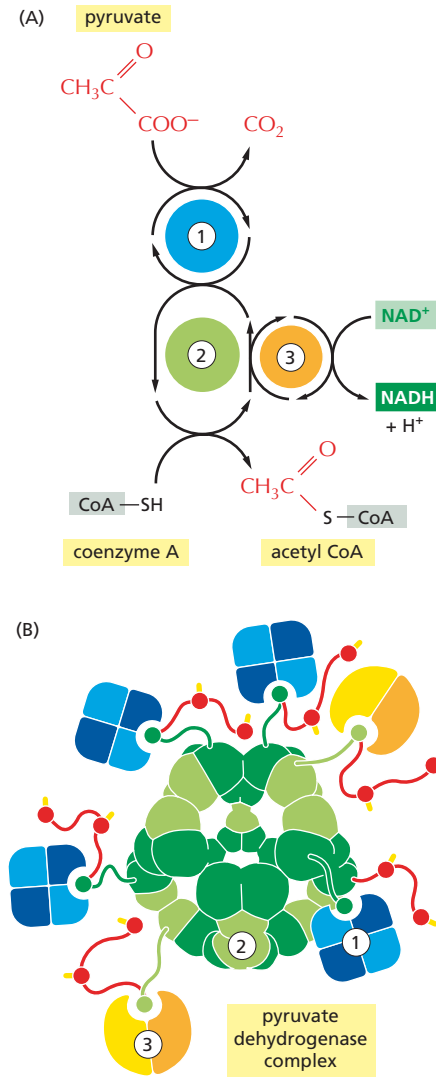 (A)
pyruvate
O
CH₃C
COO⁻
CO₂
1
2
3
NAD⁺
NADH
+ H⁺
O
CH₃C
CoA—SH
S—CoA
coenzyme A
acetyl CoA
(B)
2
1
3
pyruvate
dehydrogenase
complex